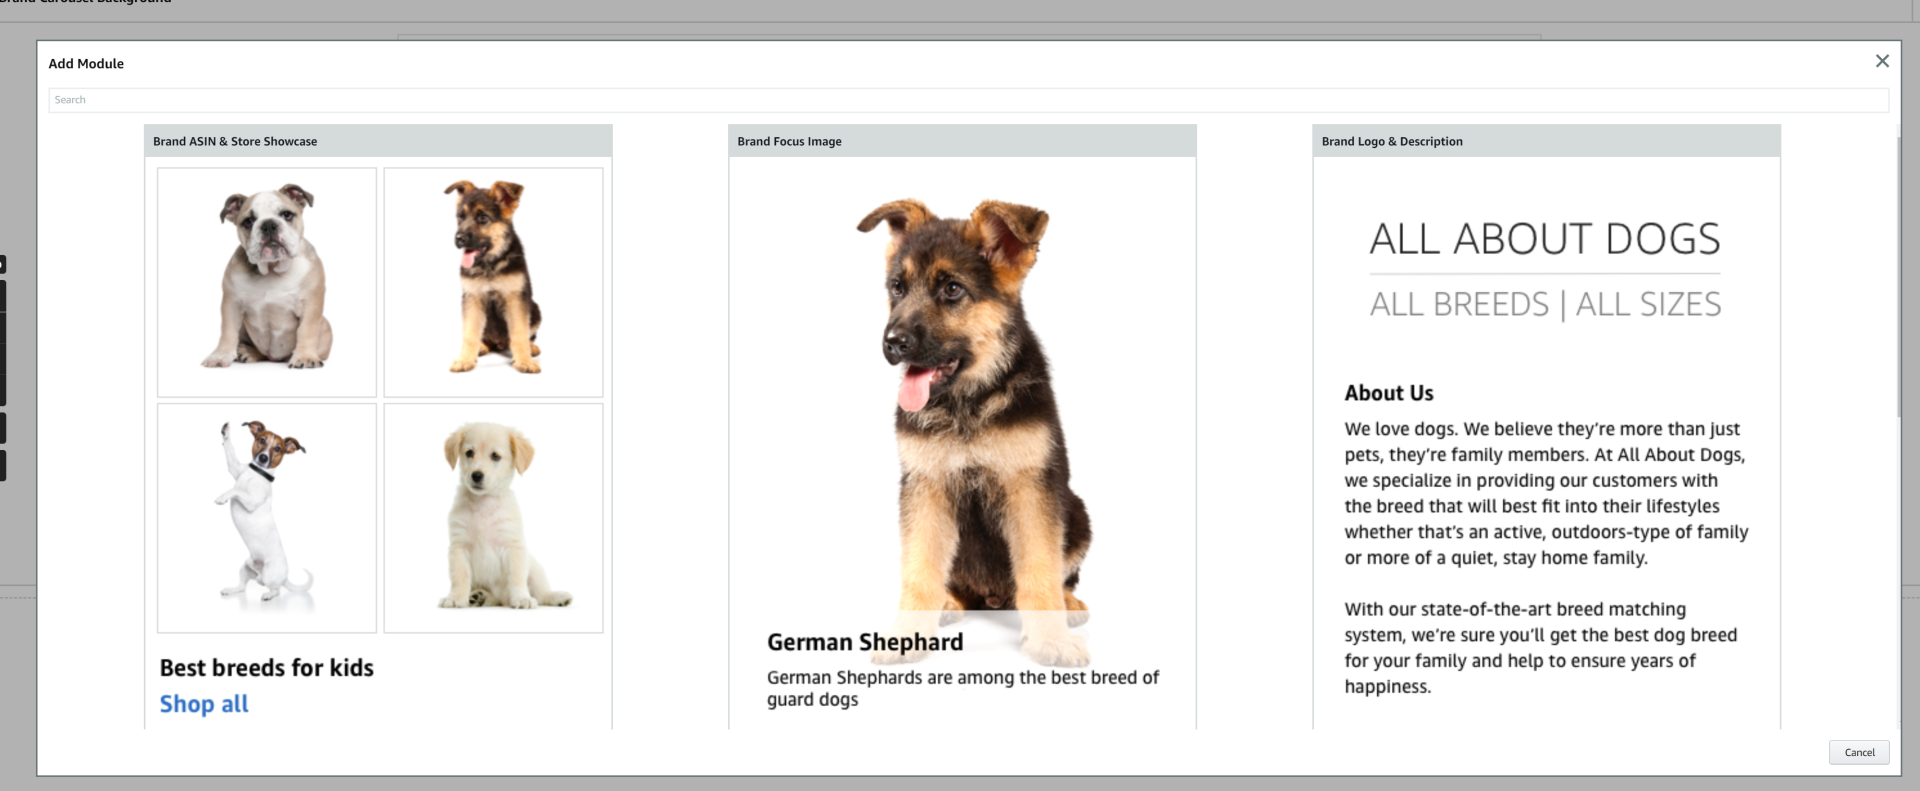 Brand Carousel Background
Add Module
Search
Brand ASIN & Store Showcase
Best breeds for kids
Shop all
Brand Focus Image
German Shephard
German Shephards are among the best breed of
guard dogs
Brand Logo & Description
ALL ABOUT DOGS
ALL BREEDS | ALL SIZES
About Us
We love dogs. We believe they're more than just
pets, they're family members. At All About Dogs,
we specialize in providing our customers with
the breed that will best fit into their lifestyles
whether that's an active, outdoors-type of family
or more of a quiet, stay home family.
With our state-of-the-art breed matching
system, we're sure you'll get the best dog breed
for your family and help to ensure years of
happiness.
Cancel